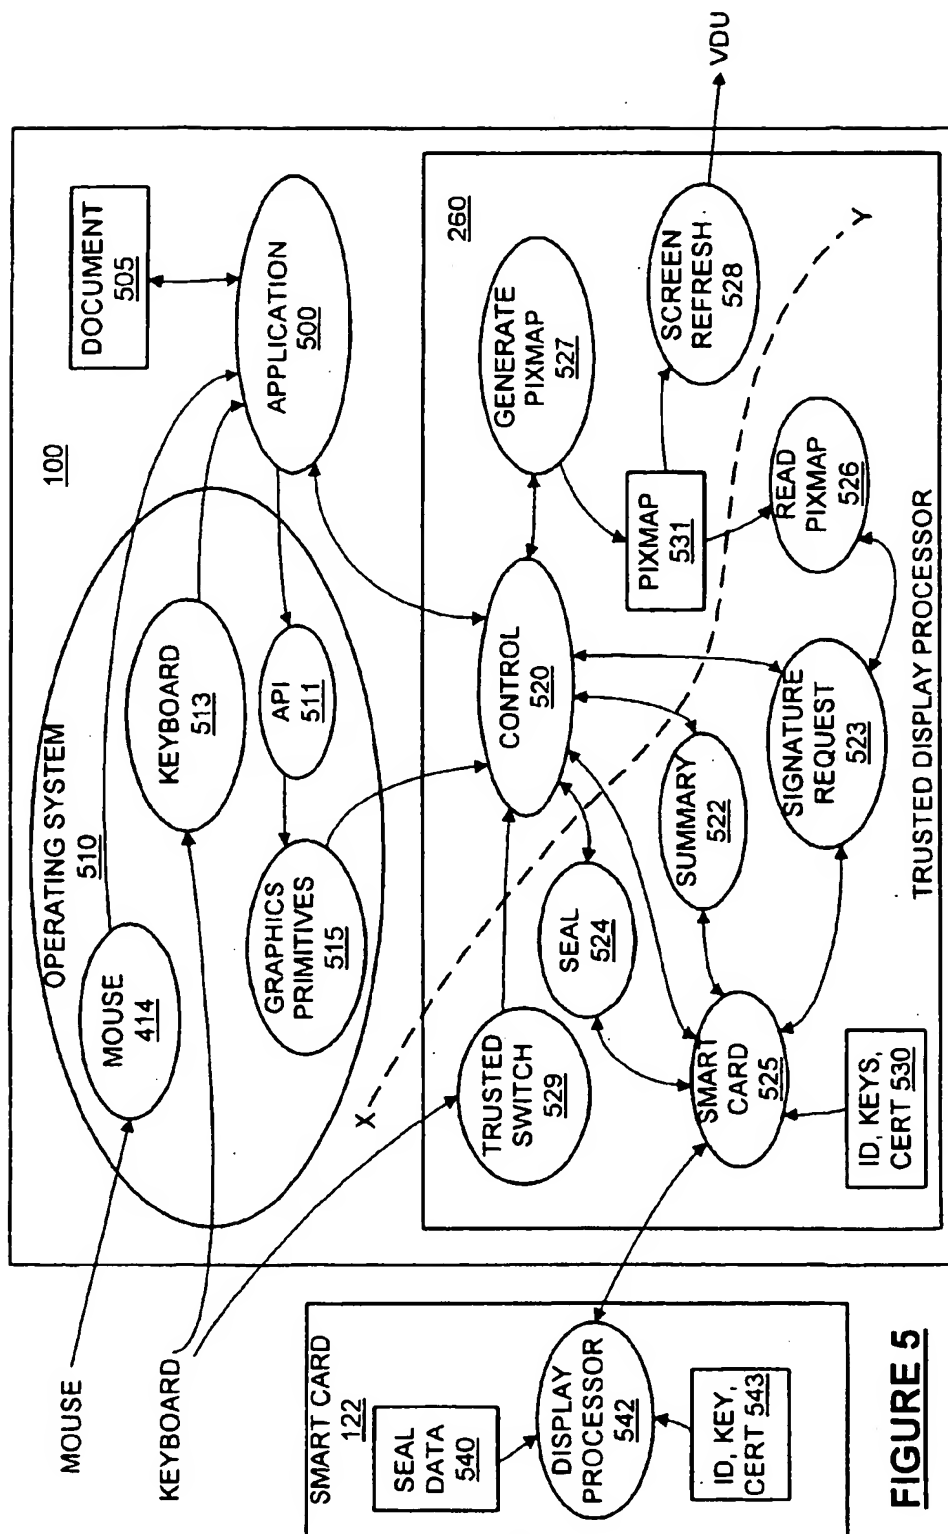 MOUSE
KEYBOARD
100
OPERATING SYSTEM
510
MOUSE
414
KEYBOARD
513
API
511
GRAPHICS
PRIMITIVES
515
DOCUMENT
505
APPLICATION
500
X
260
TRUSTED
SWITCH
529
CONTROL
520
GENERATE
PIXMAP
527
PIXMAP
531
SCREEN
REFRESH
528
VDU
Y
SEAL
524
SUMMARY
522
READ
PIXMAP
526
SIGNATURE
REQUEST
523
SMART
CARD
525
ID, KEYS,
CERT 530
TRUSTED DISPLAY PROCESSOR
SMART CARD
122
SEAL
DATA
540
DISPLAY
PROCESSOR
542
ID, KEY,
CERT 543
FIGURE 5